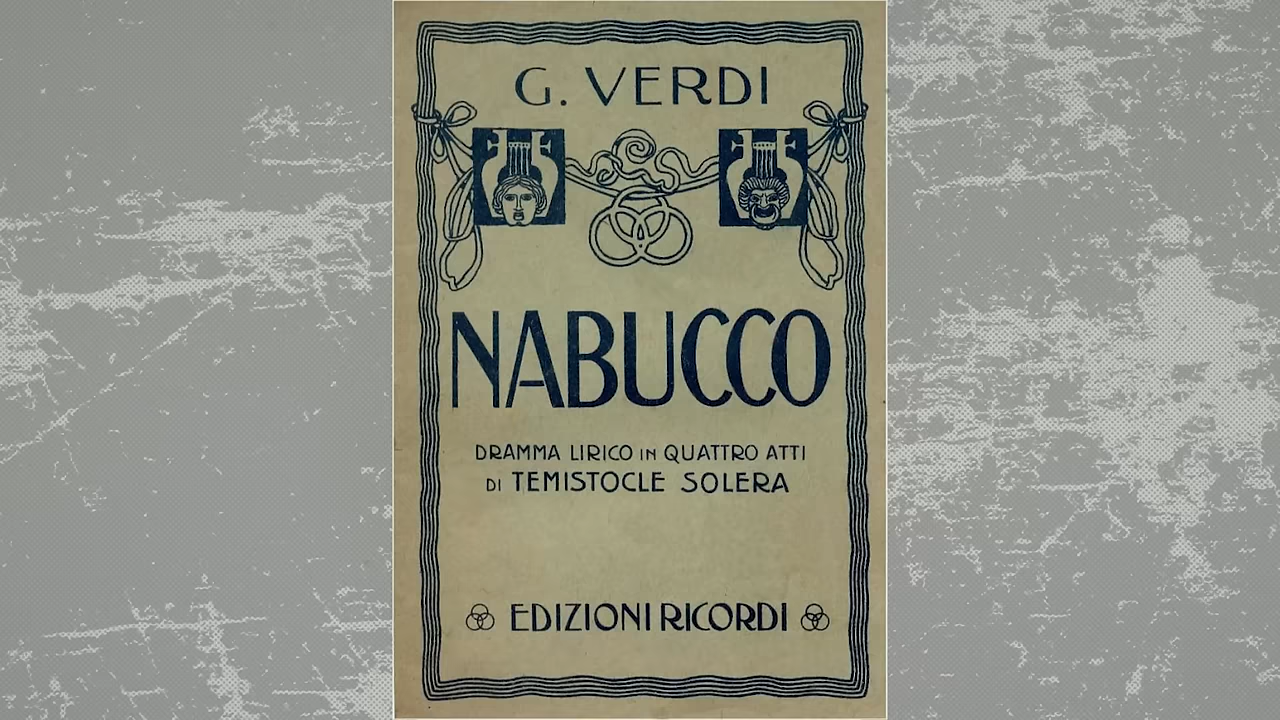 G. VERDI
NABUCCO
DRAMMA LIRICO IN QUATTRO ATTI
DI TEMISTOCLE SOLERA
EDIZIONI RICORDI